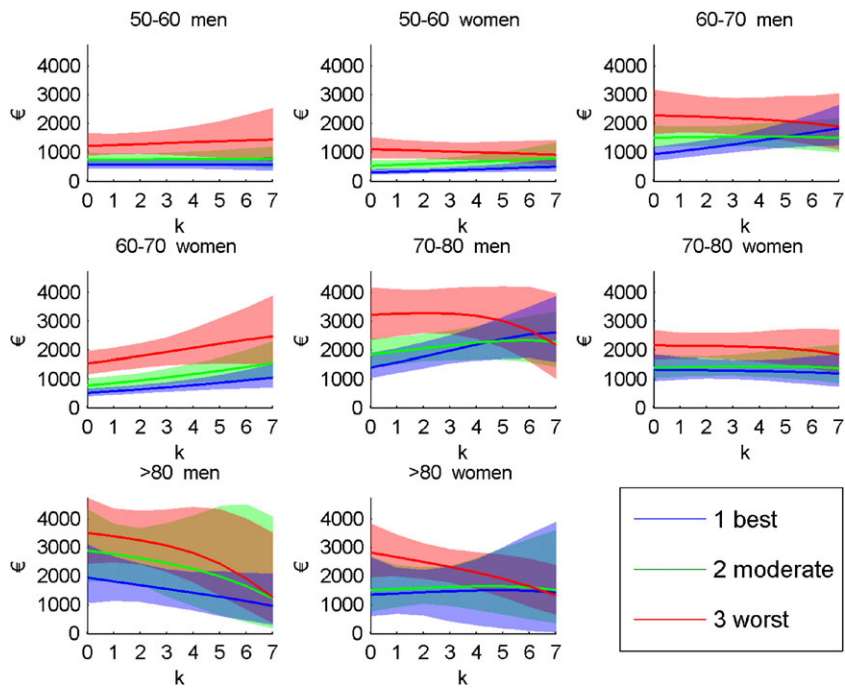 50-60 men 50-60 women 60-70 men
4000 4000 4000
3000 3000 3000
€ 2000 € 2000 € 2000
1000 1000 1000
0 0 0
0 1 2 3 4 5 6 7 0 1 2 3 4 5 6 7 0 1 2 3 4 5 6 7
k k k
60-70 women 70-80 men 70-80 women
4000 4000 4000
3000 3000 3000
€ 2000 € 2000 € 2000
1000 1000 1000
0 0 0
0 1 2 3 4 5 6 7 0 1 2 3 4 5 6 7 0 1 2 3 4 5 6 7
k k k
>80 men >80 women
4000 4000
3000 3000
€ 2000 € 2000
1000 1000
0 0
0 1 2 3 4 5 6 7 0 1 2 3 4 5 6 7
k k
1 best
2 moderate
3 worst